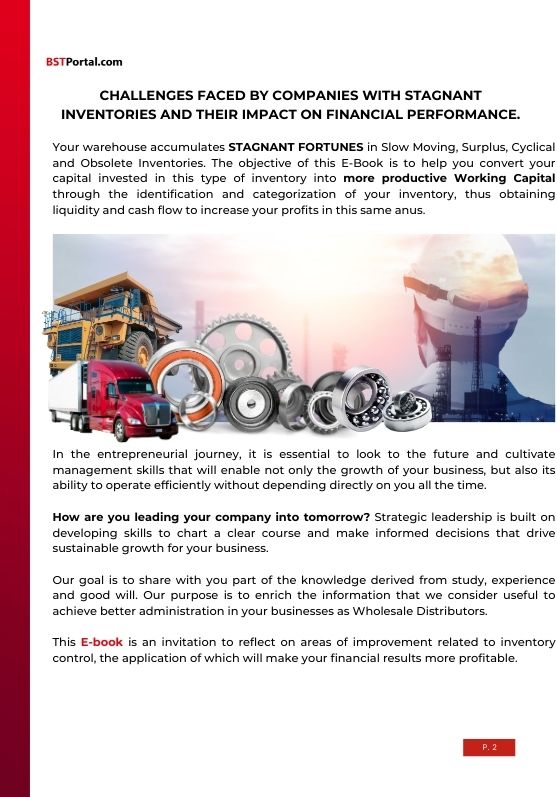 BSTPortal.com
CHALLENGES FACED BY COMPANIES WITH STAGNANT
INVENTORIES AND THEIR IMPACT ON FINANCIAL PERFORMANCE.
Your warehouse accumulates STAGNANT FORTUNES in Slow Moving, Surplus, Cyclical
and Obsolete Inventories. The objective of this E-Book is to help you convert your
capital invested in this type of inventory into more productive Working Capital
through the identification and categorization of your inventory, thus obtaining
liquidity and cash flow to increase your profits in this same anus.
In the entrepreneurial journey, it is essential to look to the future and cultivate
management skills that will enable not only the growth of your business, but also its
ability to operate efficiently without depending directly on you all the time.
How are you leading your company into tomorrow? Strategic leadership is built on
developing skills to chart a clear course and make informed decisions that drive
sustainable growth for your business.
Our goal is to share with you part of the knowledge derived from study, experience
and good will. Our purpose is to enrich the information that we consider useful to
achieve better administration in your businesses as Wholesale Distributors.
This E-book is an invitation to reflect on areas of improvement related to inventory
control, the application of which will make your financial results more profitable.
P. 2